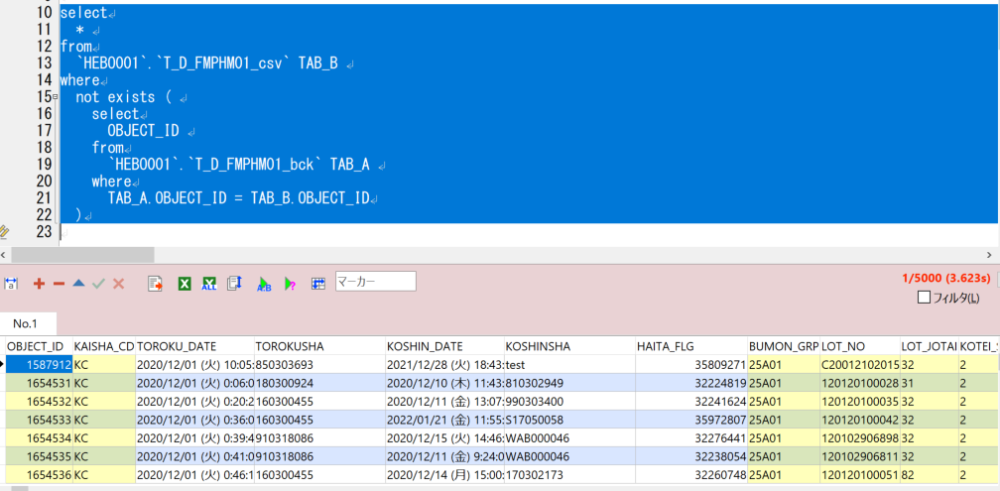 10 select
11   *
12 from
13   `HEB0001`.`T_D_FMPHM01_csv` TAB_B
14 where
15   not exists (
16     select
17       OBJECT_ID
18     from
19       `HEB0001`.`T_D_FMPHM01_bck` TAB_A
20     where
21       TAB_A.OBJECT_ID = TAB_B.OBJECT_ID
22   )
23
マーカー 1/5000 (3.623s)
フィルタ(L)
No.1
OBJECT_ID KAISHA_CD TOROKU_DATE TOROKUSHA KOSHIN_DATE KOSHINSHA HAITA_FLG BUMON_GRP LOT_NO LOT_JOTAI KOTEI_
1587912 KC 2020/12/01 (火) 10:05: 850303693 2021/12/28 (火) 18:43: test 35809271 25A01 C20012102015 32 2
1654531 KC 2020/12/01 (火) 0:06:0 180300924 2020/12/10 (木) 11:43: 810302949 32224819 25A01 120120100028 31 2
1654532 KC 2020/12/01 (火) 0:20:2 160300455 2020/12/11 (金) 13:07: 990303400 32241624 25A01 120120100035 32 2
1654533 KC 2020/12/01 (火) 0:36:0 160300455 2022/01/21 (金) 11:55: S17050058 35972807 25A01 120120100042 32 2
1654534 KC 2020/12/01 (火) 0:39:4 910318086 2020/12/15 (火) 14:46: WAB000046 32276441 25A01 120102906898 32 2
1654535 KC 2020/12/01 (火) 0:41:0 910318086 2020/12/11 (金) 9:24:0 WAB000046 32238054 25A01 120102906811 32 2
1654536 KC 2020/12/01 (火) 0:46:1 160300455 2020/12/14 (月) 15:00: 170302173 32260748 25A01 120120100051 82 2